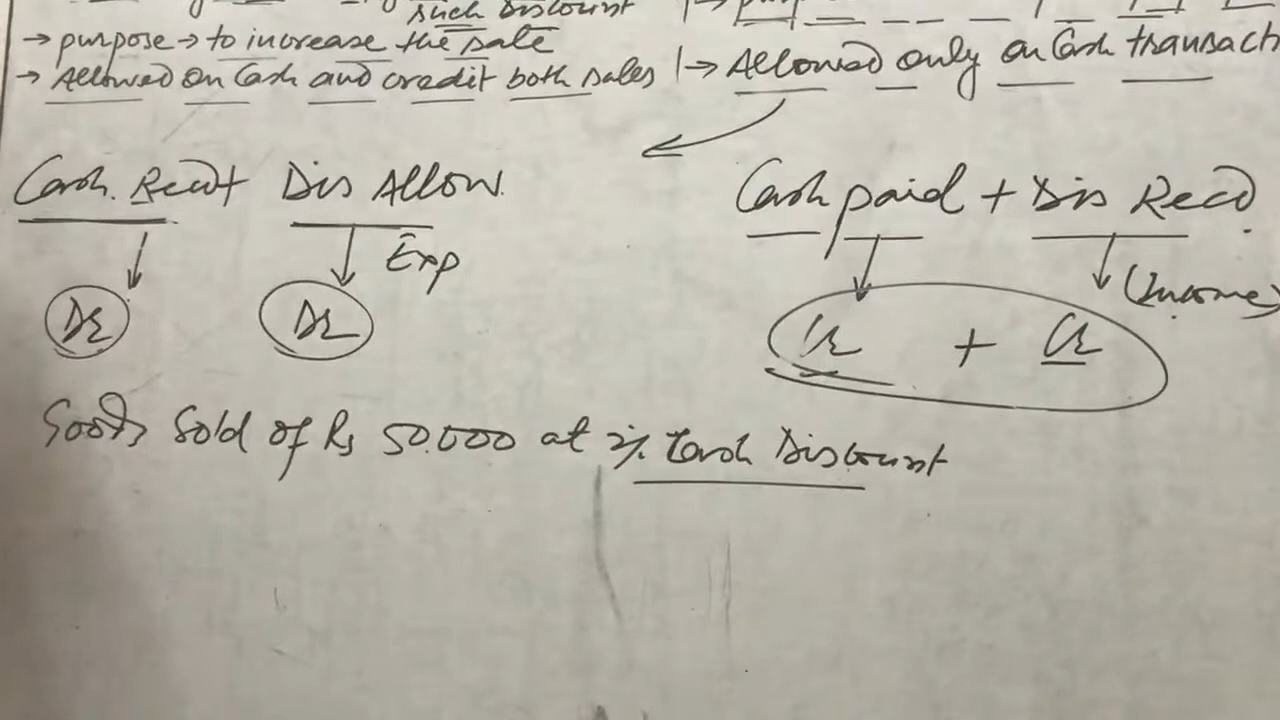 such Discount
→ purpose → to increase the sale
→ Allowed on Cash and credit both sales | → Allowed only on Cash transact
Cash. Recd + Dis Allow. Cash paid + Dis Recd.
Exp (Income)
Dr Dr Cr + Cr
Goods Sold of Rs 50.000 at 2% Cash Discount